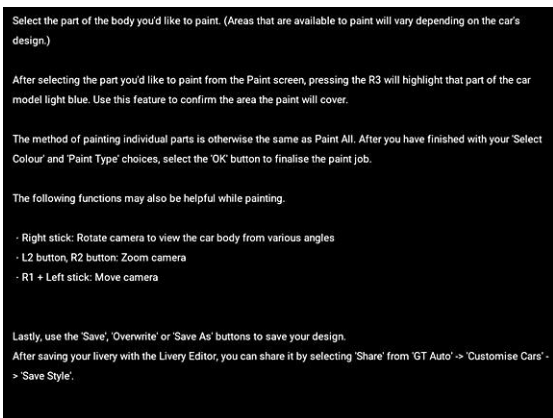 Select the part of the body you'd like to paint. (Areas that are available to paint will vary depending on the car's
design.)
After selecting the part you'd like to paint from the Paint screen, pressing the R3 will highlight that part of the car
model light blue. Use this feature to confirm the area the paint will cover.
The method of painting individual parts is otherwise the same as Paint All. After you have finished with your 'Select
Colour' and 'Paint Type' choices, select the 'OK' button to finalise the paint job.
The following functions may also be helpful while painting.
· Right stick: Rotate camera to view the car body from various angles
· L2 button, R2 button: Zoom camera
· R1 + Left stick: Move camera
Lastly, use the 'Save', 'Overwrite' or 'Save As' buttons to save your design.
After saving your livery with the Livery Editor, you can share it by selecting 'Share' from 'GT Auto' -> 'Customise Cars' -
> 'Save Style'.